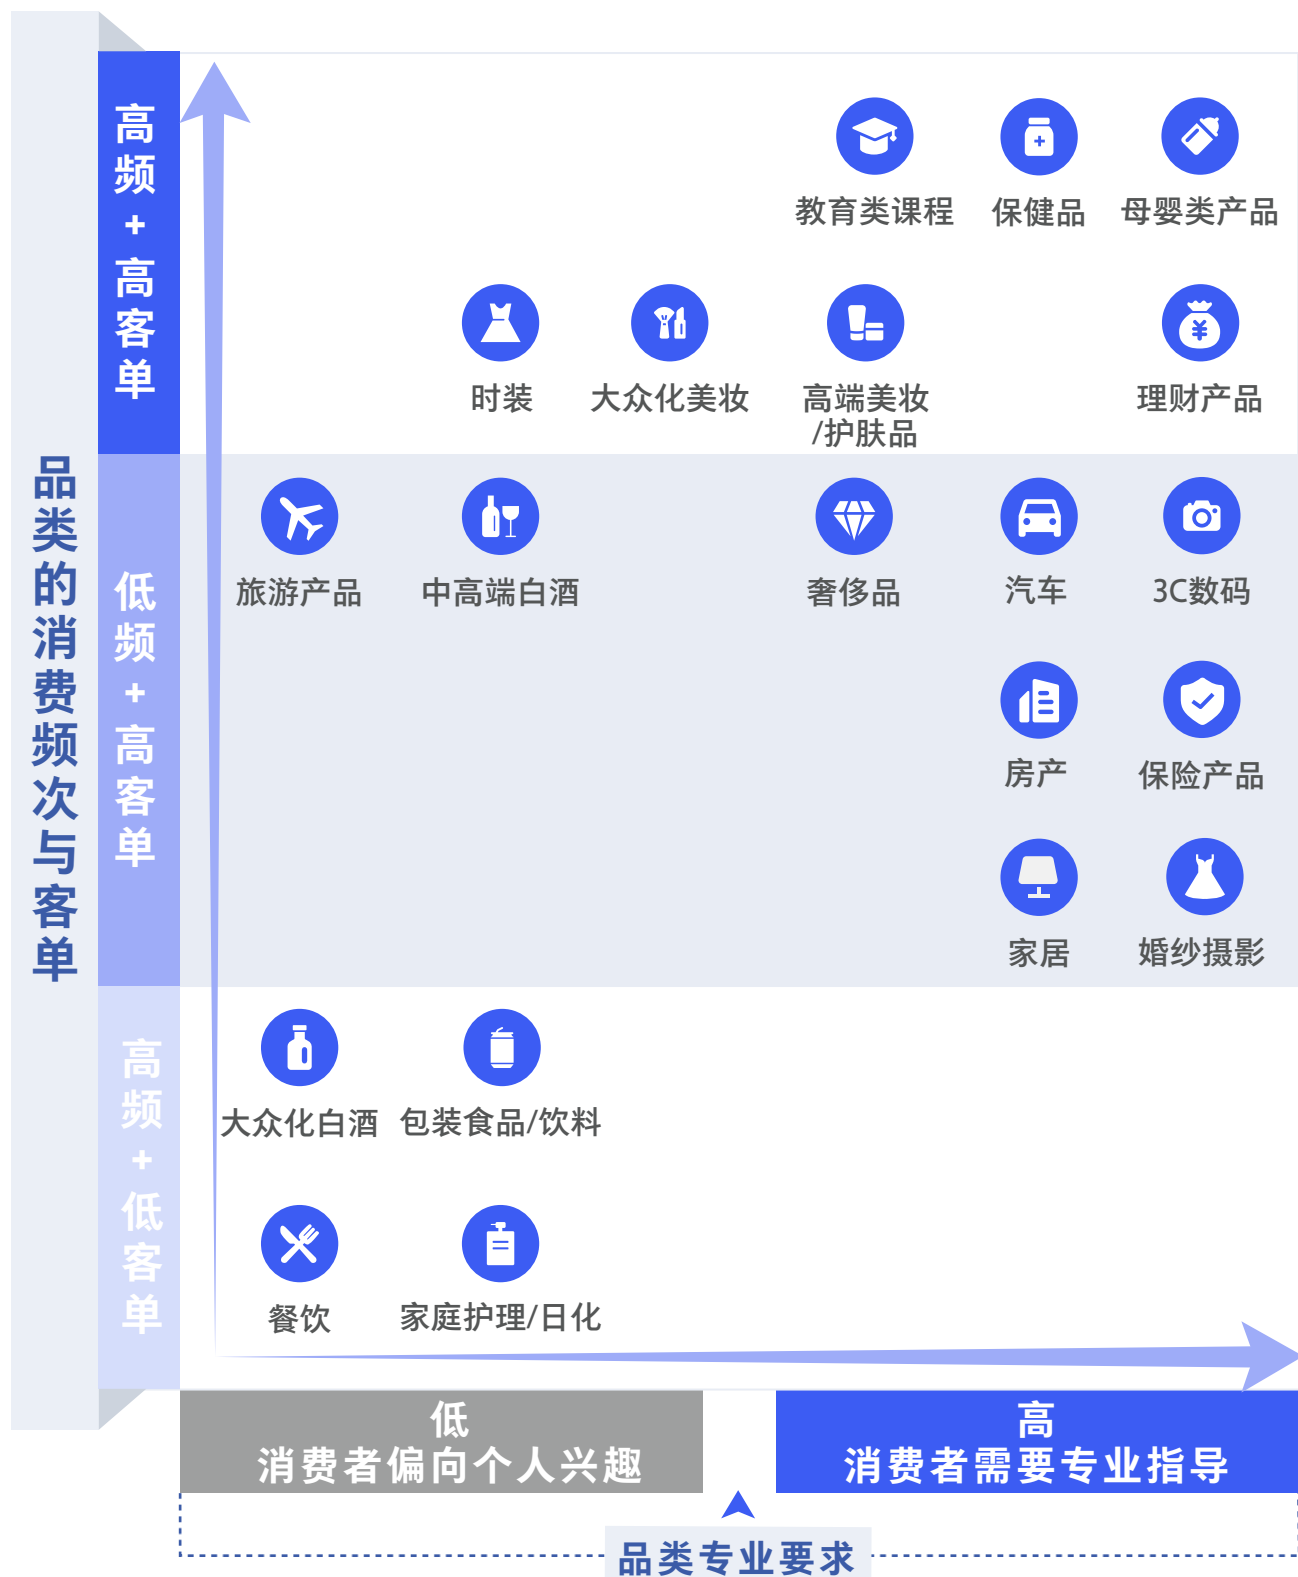 品类的消费频次与客单
高频+高客单
教育类课程
保健品
母婴类产品
时装
大众化美妆
高端美妆
/护肤品
理财产品
低频+高客单
旅游产品
中高端白酒
奢侈品
汽车
3C数码
房产
保险产品
家居
婚纱摄影
高频+低客单
大众化白酒
包装食品/饮料
餐饮
家庭护理/日化
低
消费者偏向个人兴趣
高
消费者需要专业指导
品类专业要求